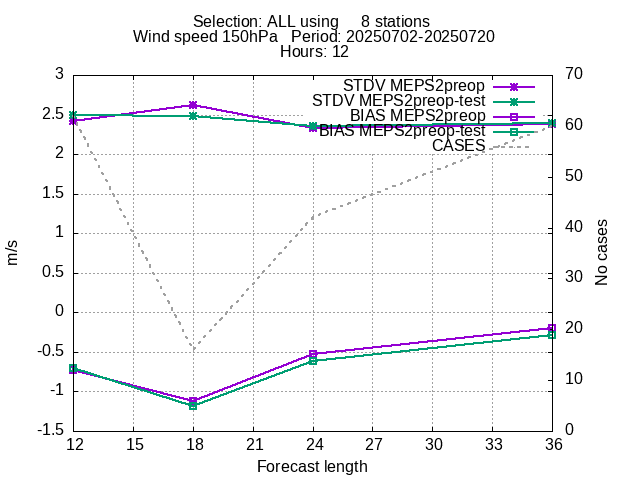 Selection: ALL using     8 stations
Wind speed 150hPa   Period: 20250702-20250720
Hours: 12
STDV MEPS2preop
STDV MEPS2preop-test
BIAS MEPS2preop
BIAS MEPS2preop-test
CASES
3
2.5
2
1.5
1
0.5
0
-0.5
-1
-1.5
m/s
70
60
50
40
30
20
10
0
No cases
12 15 18 21 24 27 30 33 36
Forecast length